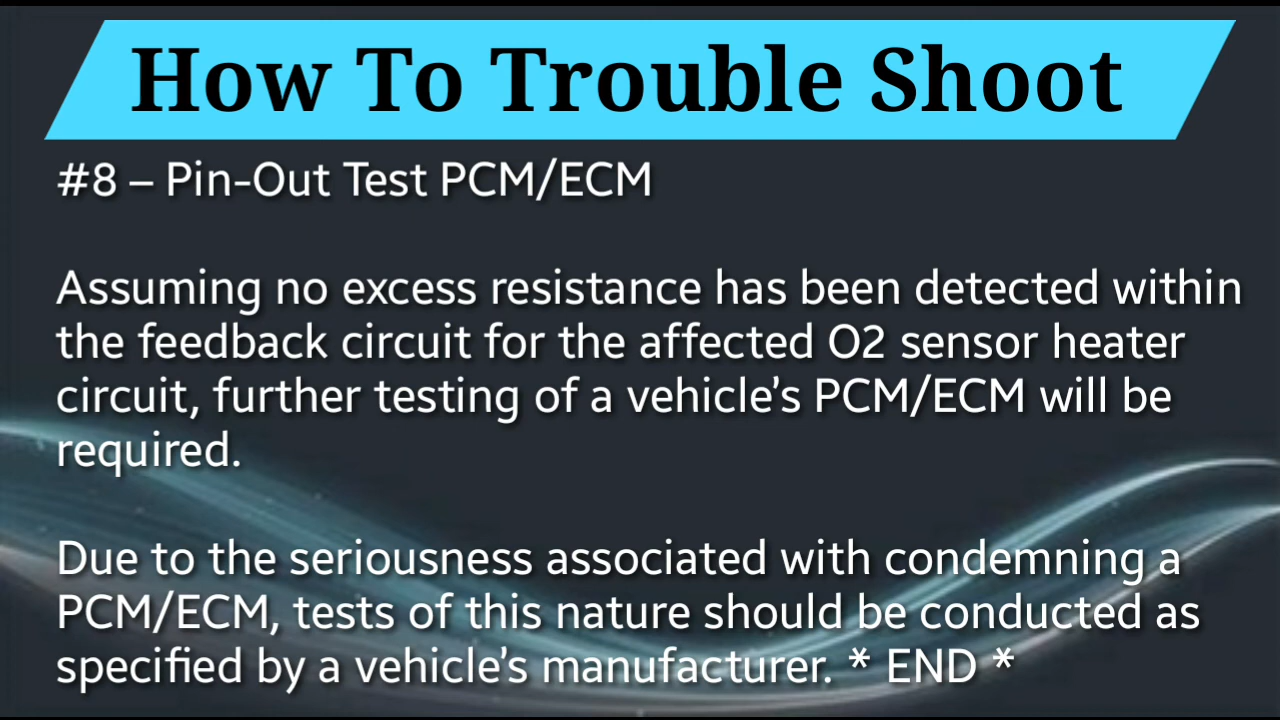 How To Trouble Shoot
#8 – Pin-Out Test PCM/ECM
Assuming no excess resistance has been detected within
the feedback circuit for the affected O2 sensor heater
circuit, further testing of a vehicle’s PCM/ECM will be
required.
Due to the seriousness associated with condemning a
PCM/ECM, tests of this nature should be conducted as
specified by a vehicle’s manufacturer. * END *